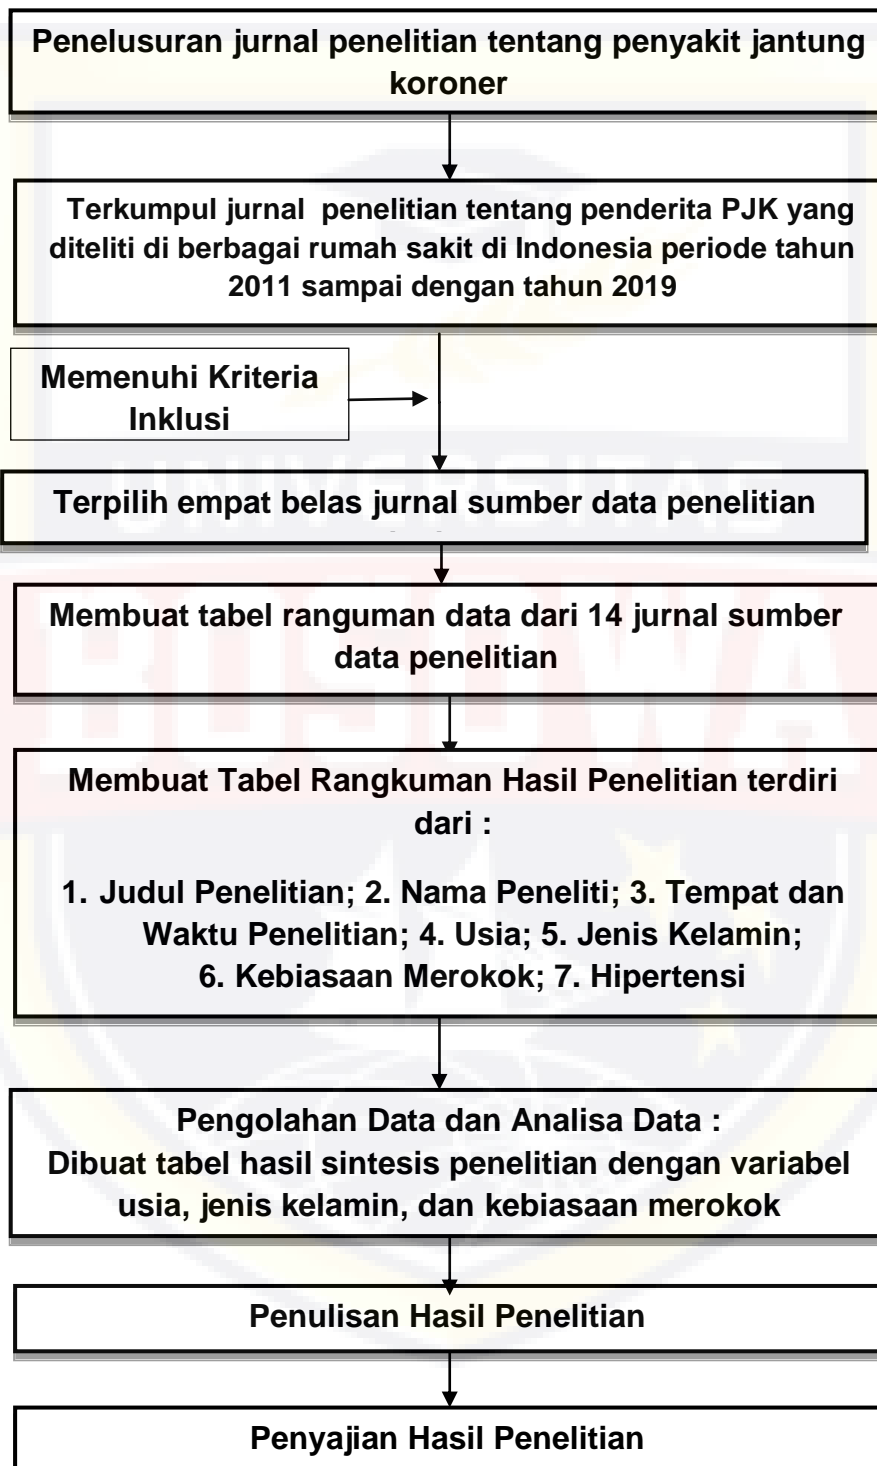 Penelusuran jurnal penelitian tentang penyakit jantung
koroner
Terkumpul jurnal penelitian tentang penderita PJK yang
diteliti di berbagai rumah sakit di Indonesia periode tahun
2011 sampai dengan tahun 2019
Memenuhi Kriteria
Inklusi
UNIVERSITAS
Terpilih empat belas jurnal sumber data penelitian
BOSOWA
Membuat tabel ranguman data dari 14 jurnal sumber
data penelitian
Membuat Tabel Rangkuman Hasil Penelitian terdiri
dari :
1. Judul Penelitian; 2. Nama Peneliti; 3. Tempat dan
Waktu Penelitian; 4. Usia; 5. Jenis Kelamin;
6. Kebiasaan Merokok; 7. Hipertensi
Pengolahan Data dan Analisa Data :
Dibuat tabel hasil sintesis penelitian dengan variabel
usia, jenis kelamin, dan kebiasaan merokok
Penulisan Hasil Penelitian
Penyajian Hasil Penelitian